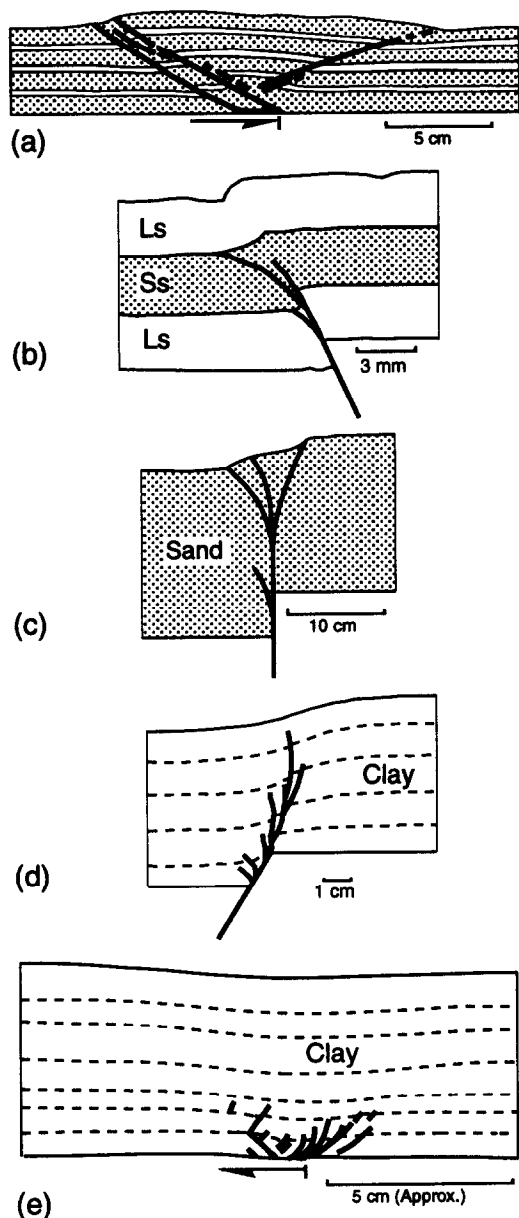 5 cm
(a)
Ls
Ss
Ls
3 mm
(b)
Sand
10 cm
(c)
Clay
1 cm
(d)
Clay
5 cm (Approx.)
(e)